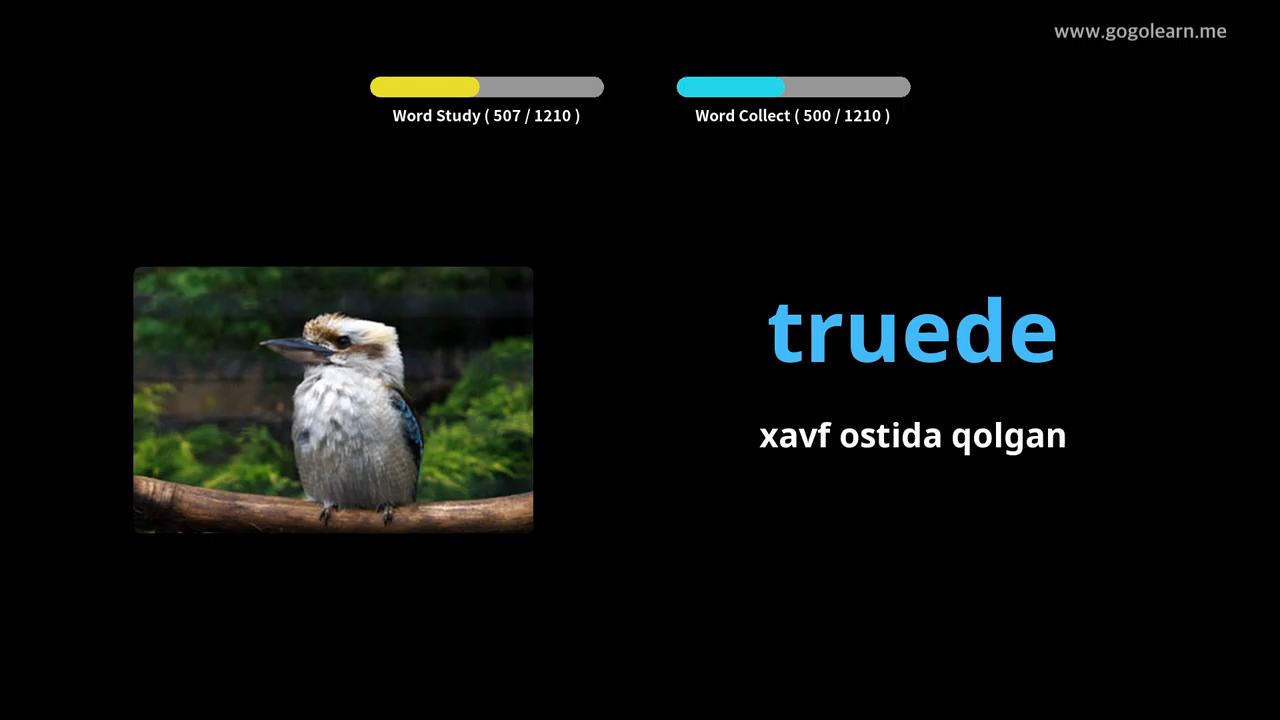 www.gogolearn.me
Word Study ( 507 / 1210 )
Word Collect ( 500 / 1210 )
truede
xavf ostida qolgan